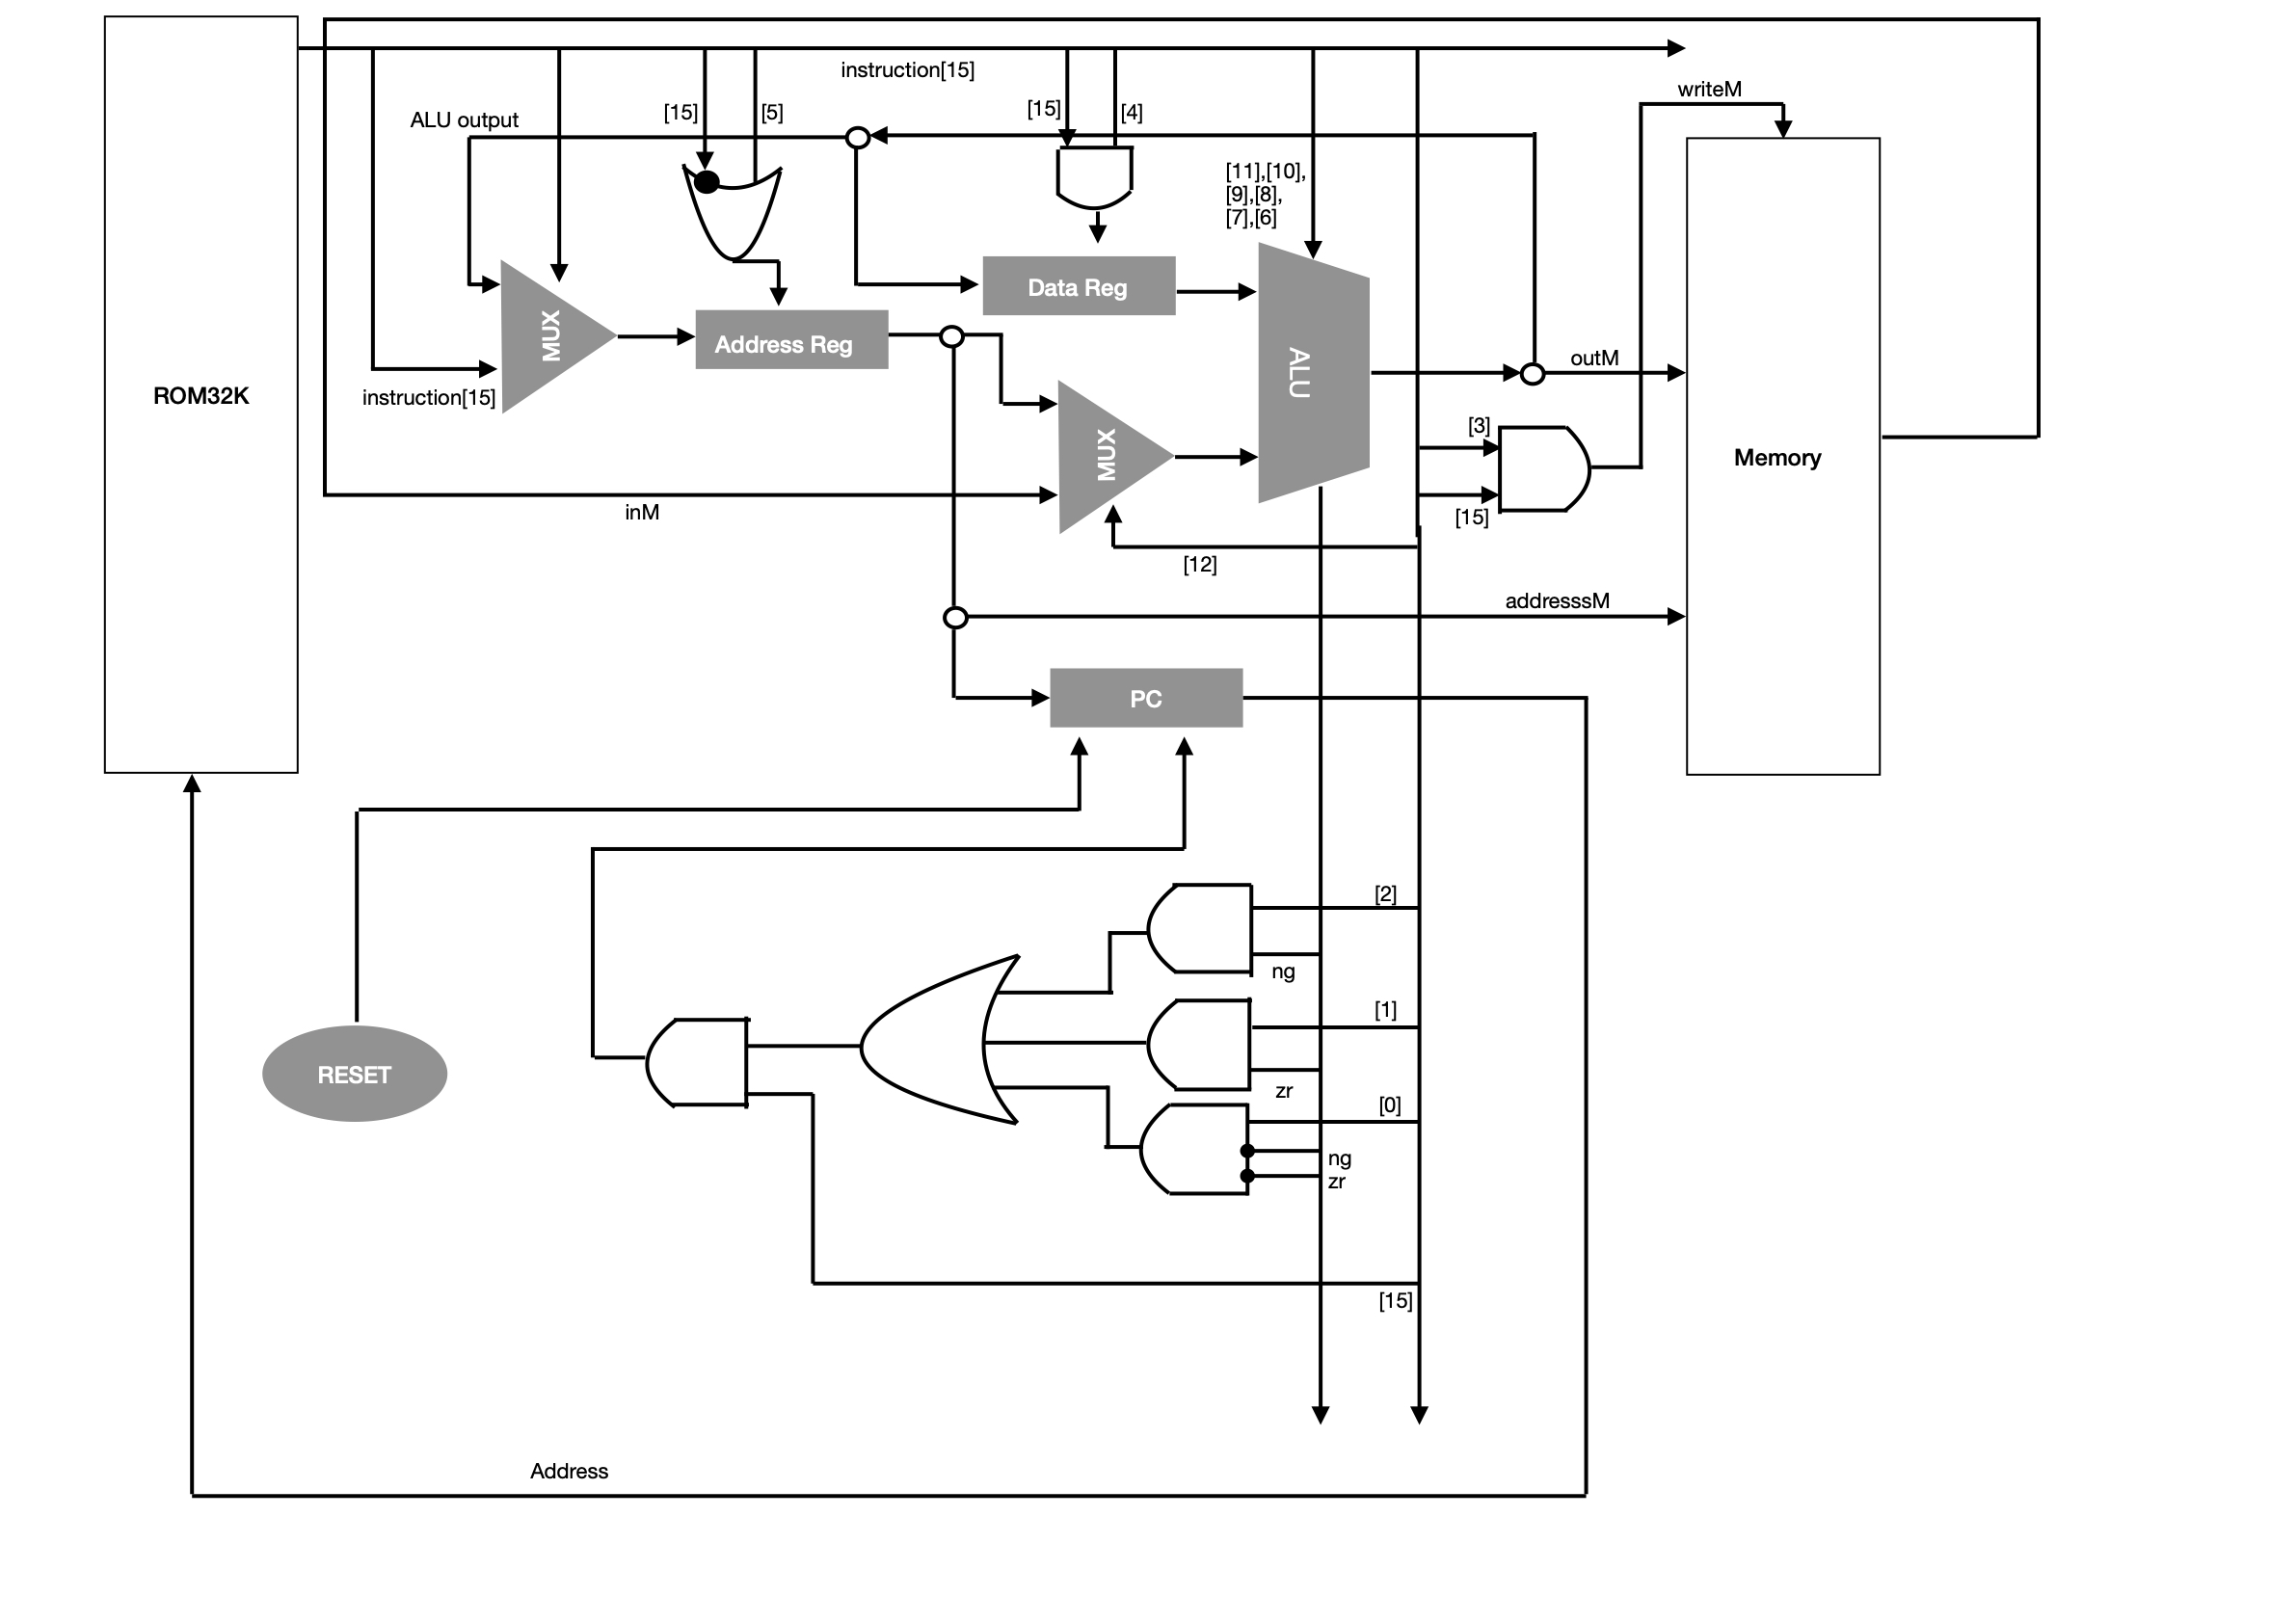 instruction[15]
writeM
ALU output
[15]
[5]
[15]
[4]
[11],[10],
[9],[8],
[7],[6]
Data Reg
MUX
Address Reg
ALU
outM
ROM32K
instruction[15]
[3]
MUX
Memory
inM
[15]
[12]
addresssM
PC
[2]
ng
[1]
RESET
zr
[0]
ng
zr
[15]
Address